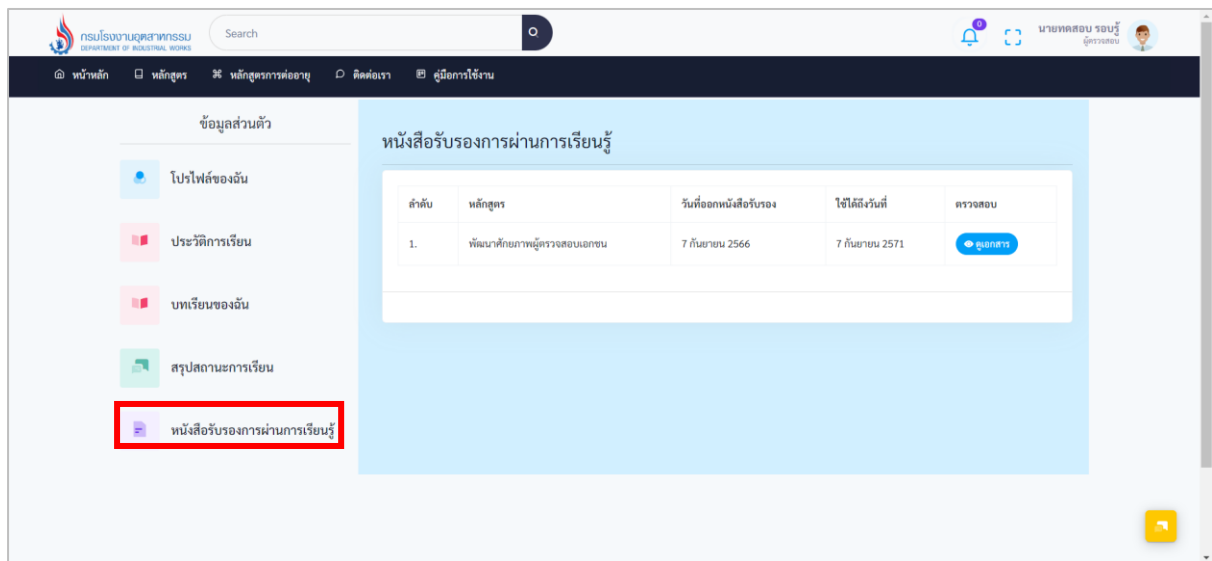 กรมโรงงานอุตสาหกรรม
DEPARTMENT OF INDUSTRIAL WORKS
Search
0
นายทดสอบ รอบรู้
ผู้ตรวจสอบ
หน้าหลัก หลักสูตร หลักสูตรการต่ออายุ ติดต่อเรา คู่มือการใช้งาน
ข้อมูลส่วนตัว
โปรไฟล์ของฉัน
ประวัติการเรียน
บทเรียนของฉัน
สรุปสถานะการเรียน
หนังสือรับรองการผ่านการเรียนรู้
หนังสือรับรองการผ่านการเรียนรู้
ลำดับ หลักสูตร วันที่ออกหนังสือรับรอง ใช้ได้ถึงวันที่ ตรวจสอบ
1. พัฒนาศักยภาพผู้ตรวจสอบเอกชน 7 กันยายน 2566 7 กันยายน 2571 ดูเอกสาร